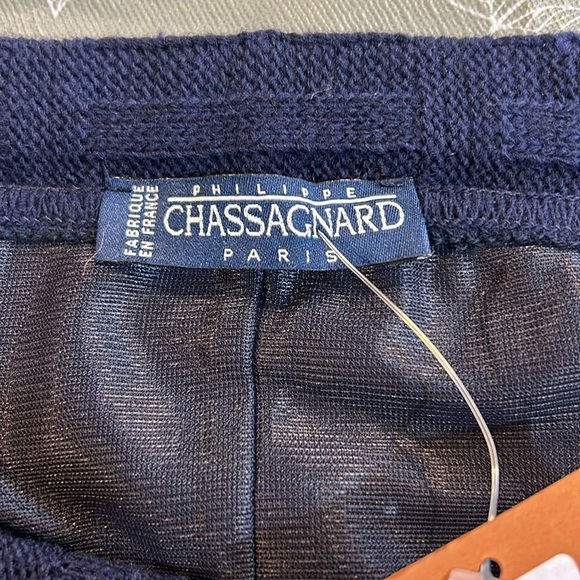 FABRIQUE
EN FRANCE
PHILIPPE
CHASSAGNARD
PARIS